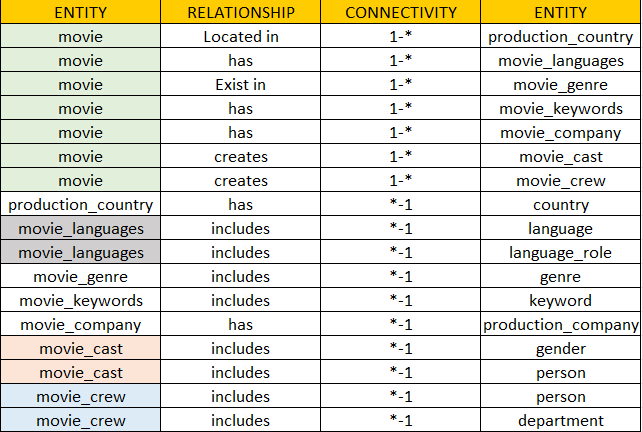 ENTITY RELATIONSHIP CONNECTIVITY ENTITY
movie Located in 1-* production_country
movie has 1-* movie_languages
movie Exist in 1-* movie_genre
movie has 1-* movie_keywords
movie has 1-* movie_company
movie creates 1-* movie_cast
movie creates 1-* movie_crew
production_country has *-1 country
movie_languages includes *-1 language
movie_languages includes *-1 language_role
movie_genre includes *-1 genre
movie_keywords includes *-1 keyword
movie_company has *-1 production_company
movie_cast includes *-1 gender
movie_cast includes *-1 person
movie_crew includes *-1 person
movie_crew includes *-1 department